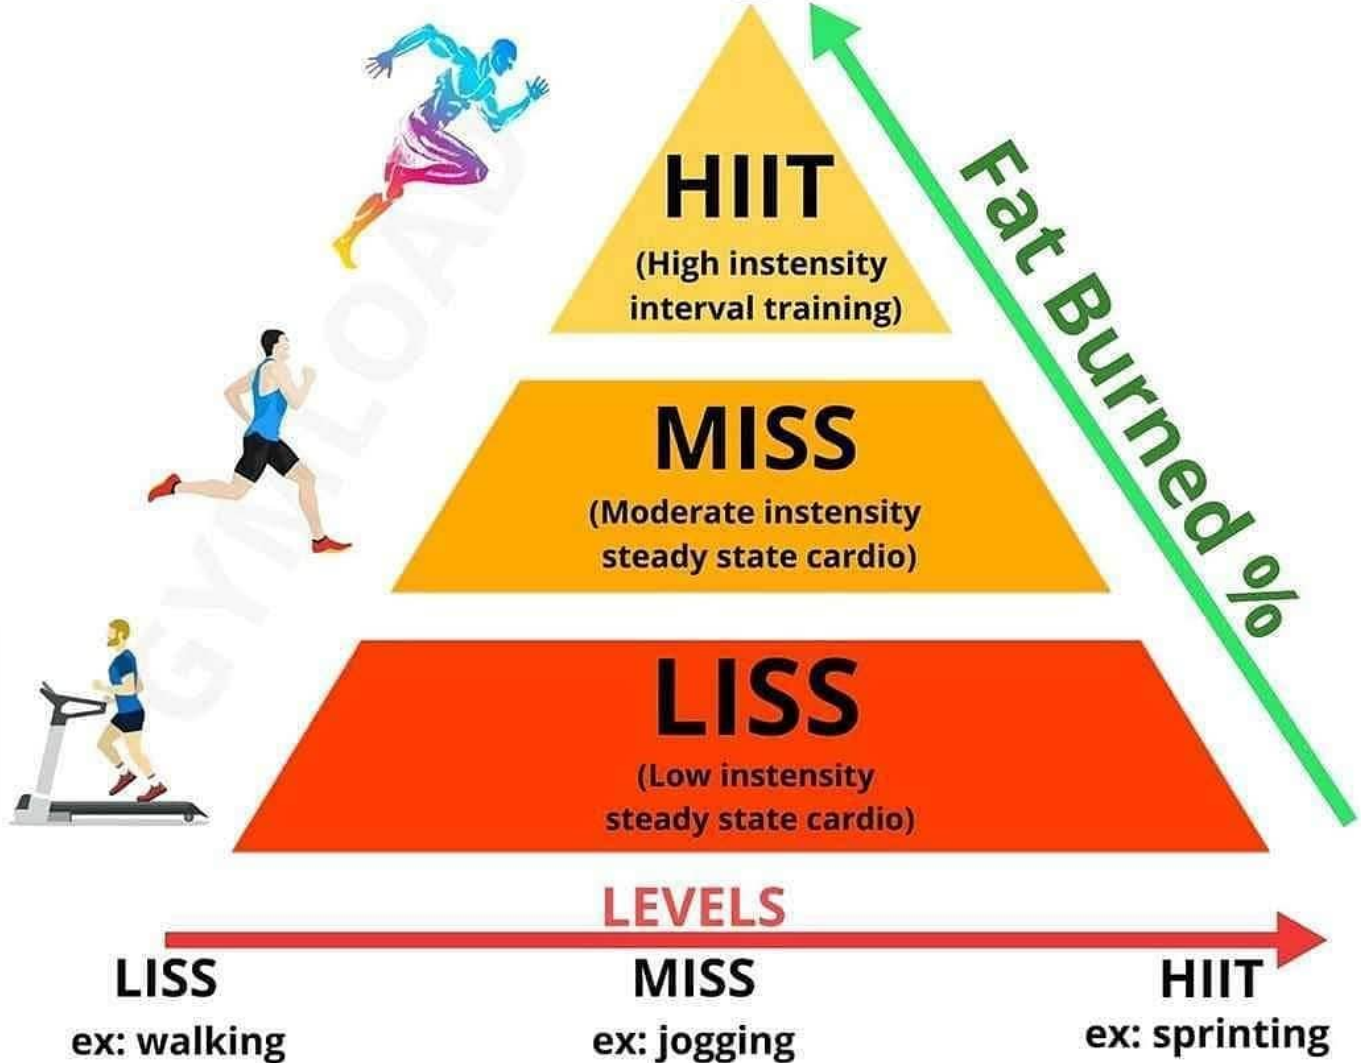 HIIT
(High instensity
interval training)
Fat Burned %
MISS
(Moderate instensity
steady state cardio)
LISS
(Low instensity
steady state cardio)
GYMLOAD
LEVELS
LISS MISS HIIT
ex: walking ex: jogging ex: sprinting